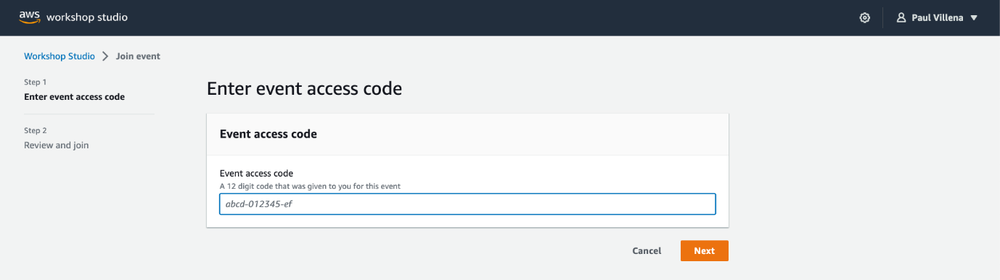 aws workshop studio
Paul Villena
Workshop Studio > Join event
Step 1
Enter event access code
Step 2
Review and join
Enter event access code
Event access code
Event access code
A 12 digit code that was given to you for this event
abcd-012345-ef
Cancel Next